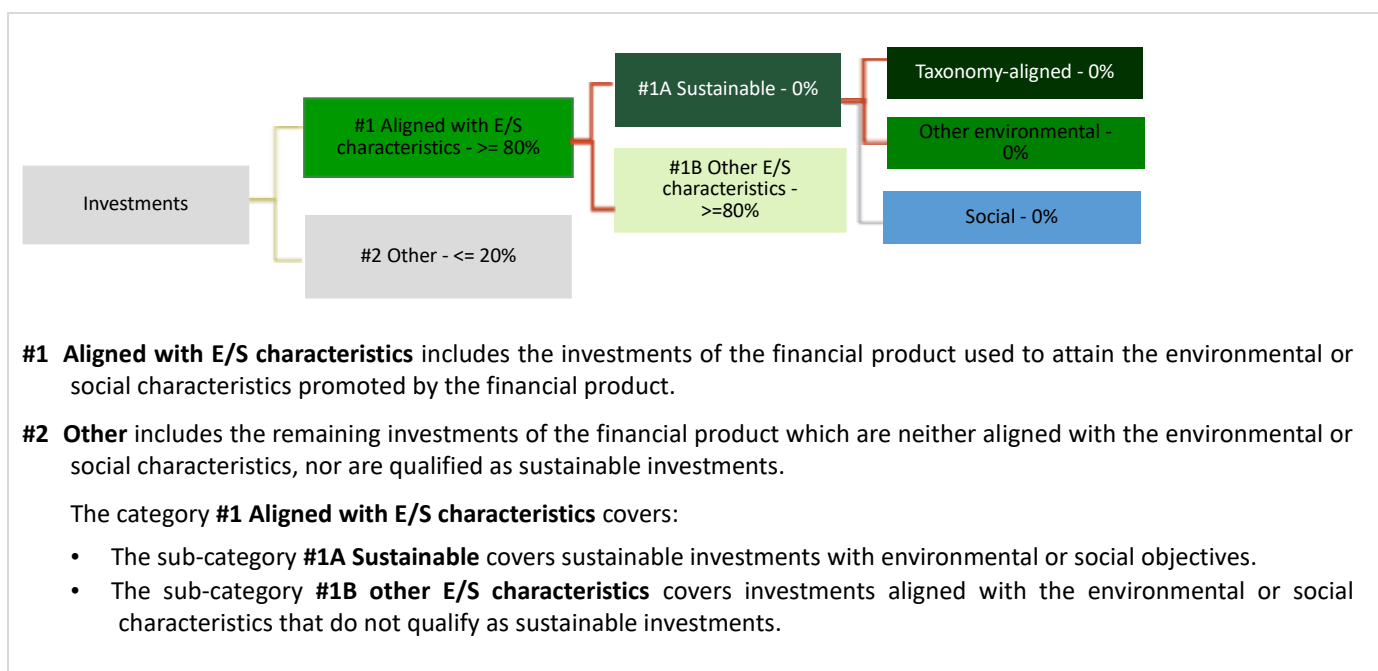 Investments
#1 Aligned with E/S
characteristics - >= 80%
#2 Other - <= 20%
#1A Sustainable - 0%
#1B Other E/S
characteristics -
>=80%
Taxonomy-aligned - 0%
Other environmental -
0%
Social - 0%
#1 Aligned with E/S characteristics includes the investments of the financial product used to attain the environmental or
social characteristics promoted by the financial product.
#2 Other includes the remaining investments of the financial product which are neither aligned with the environmental or
social characteristics, nor are qualified as sustainable investments.
The category #1 Aligned with E/S characteristics covers:
• The sub-category #1A Sustainable covers sustainable investments with environmental or social objectives.
• The sub-category #1B other E/S characteristics covers investments aligned with the environmental or social
characteristics that do not qualify as sustainable investments.